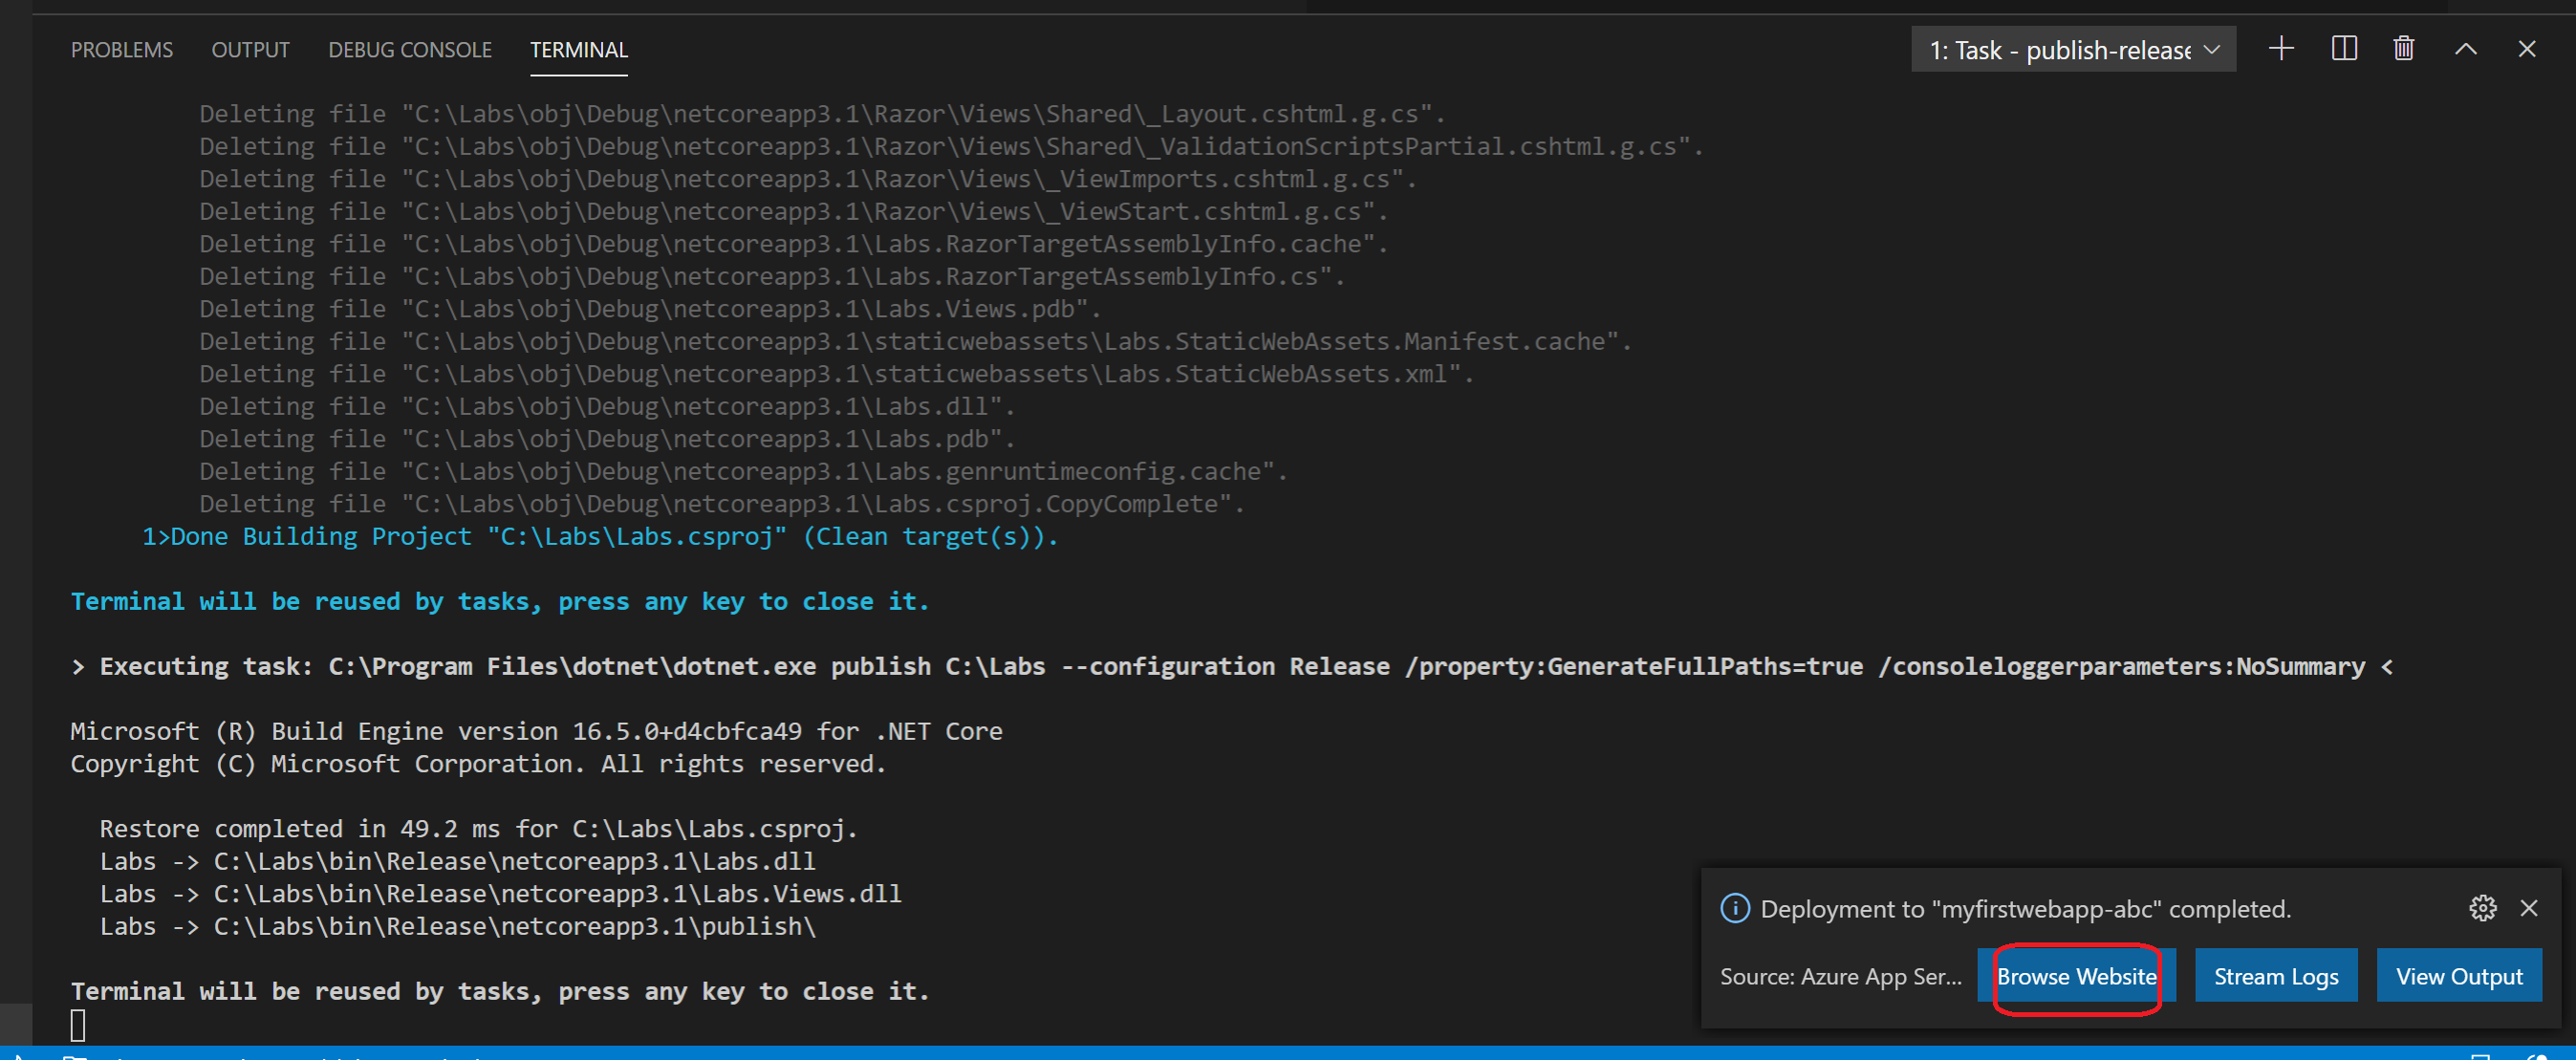 PROBLEMS OUTPUT DEBUG CONSOLE TERMINAL 1: Task - publish-release
Deleting file "C:\Labs\obj\Debug\netcoreapp3.1\Razor\Views\Shared\_Layout.cshtml.g.cs".
Deleting file "C:\Labs\obj\Debug\netcoreapp3.1\Razor\Views\Shared\_ValidationScriptsPartial.cshtml.g.cs".
Deleting file "C:\Labs\obj\Debug\netcoreapp3.1\Razor\Views\_ViewImports.cshtml.g.cs".
Deleting file "C:\Labs\obj\Debug\netcoreapp3.1\Razor\Views\_ViewStart.cshtml.g.cs".
Deleting file "C:\Labs\obj\Debug\netcoreapp3.1\Labs.RazorTargetAssemblyInfo.cache".
Deleting file "C:\Labs\obj\Debug\netcoreapp3.1\Labs.RazorTargetAssemblyInfo.cs".
Deleting file "C:\Labs\obj\Debug\netcoreapp3.1\Labs.Views.pdb".
Deleting file "C:\Labs\obj\Debug\netcoreapp3.1\staticwebassets\Labs.StaticWebAssets.Manifest.cache".
Deleting file "C:\Labs\obj\Debug\netcoreapp3.1\staticwebassets\Labs.StaticWebAssets.xml".
Deleting file "C:\Labs\obj\Debug\netcoreapp3.1\Labs.dll".
Deleting file "C:\Labs\obj\Debug\netcoreapp3.1\Labs.pdb".
Deleting file "C:\Labs\obj\Debug\netcoreapp3.1\Labs.genruntimeconfig.cache".
Deleting file "C:\Labs\obj\Debug\netcoreapp3.1\Labs.csproj.CopyComplete".
1>Done Building Project "C:\Labs\Labs.csproj" (Clean target(s)).
Terminal will be reused by tasks, press any key to close it.
> Executing task: C:\Program Files\dotnet\dotnet.exe publish C:\Labs --configuration Release /property:GenerateFullPaths=true /consoleloggerparameters:NoSummary <
Microsoft (R) Build Engine version 16.5.0+d4cbfca49 for .NET Core
Copyright (C) Microsoft Corporation. All rights reserved.
Restore completed in 49.2 ms for C:\Labs\Labs.csproj.
Labs -> C:\Labs\bin\Release\netcoreapp3.1\Labs.dll
Labs -> C:\Labs\bin\Release\netcoreapp3.1\Labs.Views.dll
Labs -> C:\Labs\bin\Release\netcoreapp3.1\publish\
Terminal will be reused by tasks, press any key to close it.
Deployment to "myfirstwebapp-abc" completed.
Source: Azure App Ser... Browse Website Stream Logs View Output